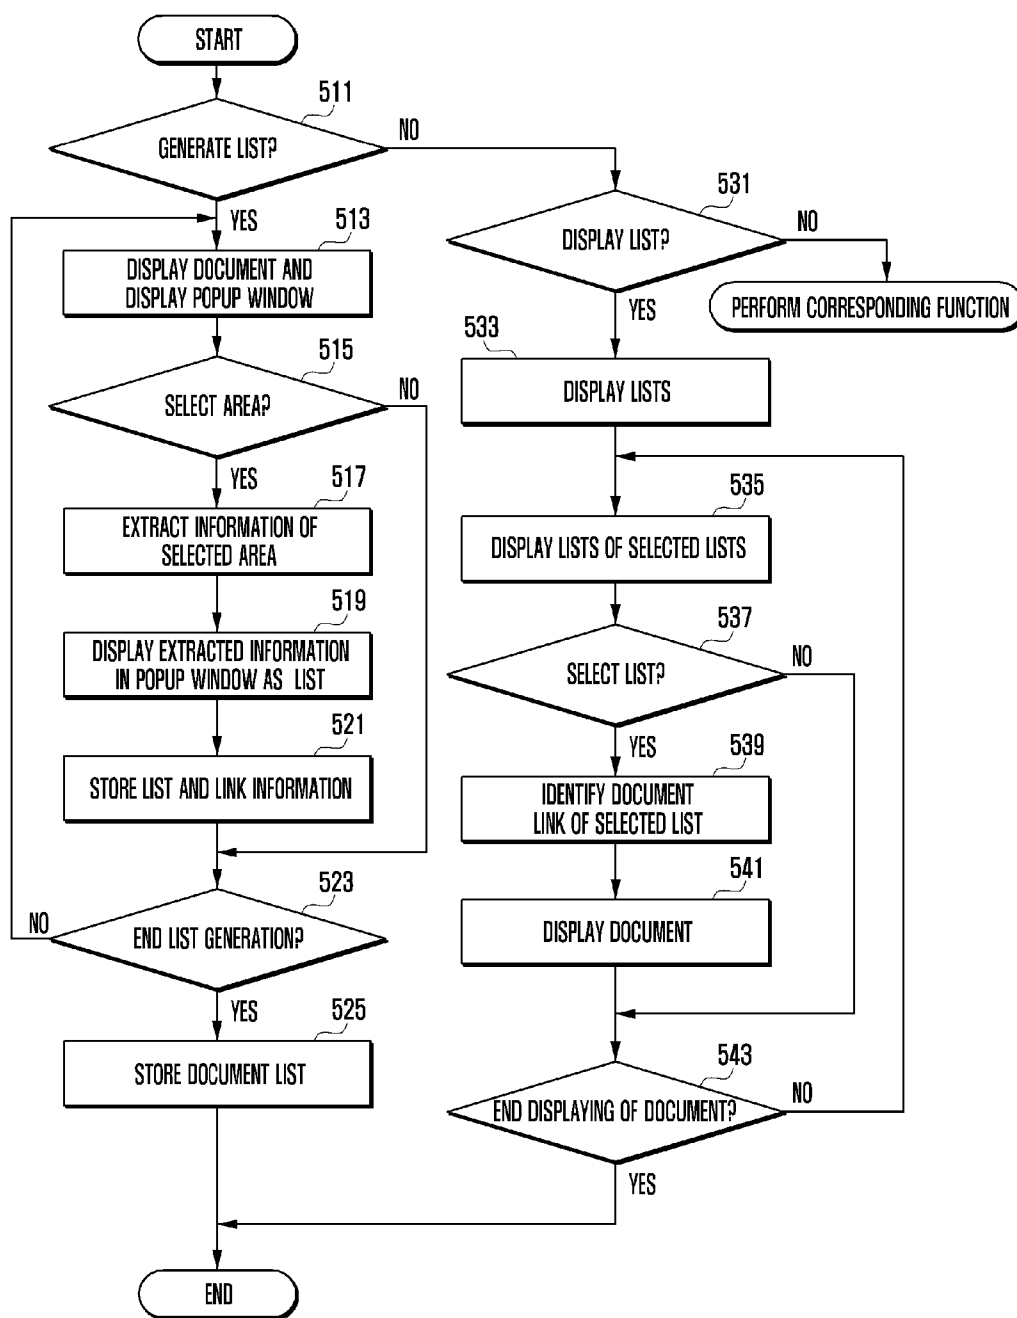 START
511
GENERATE LIST?
NO
YES
513
DISPLAY DOCUMENT AND
DISPLAY POPUP WINDOW
515
SELECT AREA?
NO
YES
517
EXTRACT INFORMATION OF
SELECTED AREA
519
DISPLAY EXTRACTED INFORMATION
IN POPUP WINDOW AS LIST
521
STORE LIST AND LINK INFORMATION
523
END LIST GENERATION?
NO
YES
525
STORE DOCUMENT LIST
531
DISPLAY LIST?
NO
PERFORM CORRESPONDING FUNCTION
YES
533
DISPLAY LISTS
535
DISPLAY LISTS OF SELECTED LISTS
537
SELECT LIST?
NO
YES
539
IDENTIFY DOCUMENT
LINK OF SELECTED LIST
541
DISPLAY DOCUMENT
543
END DISPLAYING OF DOCUMENT?
NO
YES
END